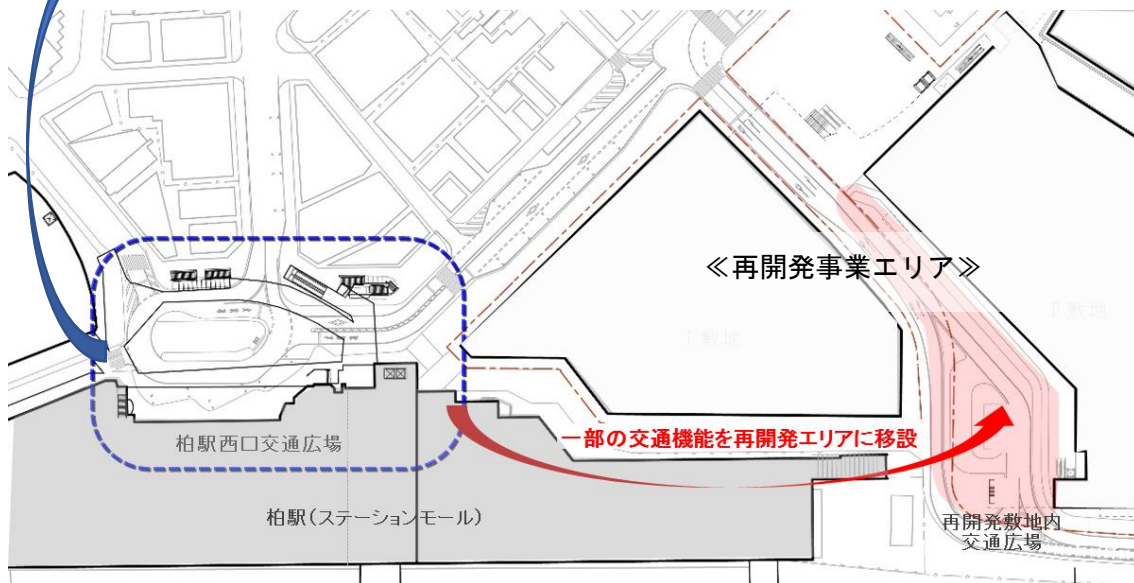 ≪再開発事業エリア≫
I 敷地
II 敷地
一部の交通機能を再開発エリアに移設
柏駅西口交通広場
柏駅(ステーションモール)
再開発敷地内
交通広場